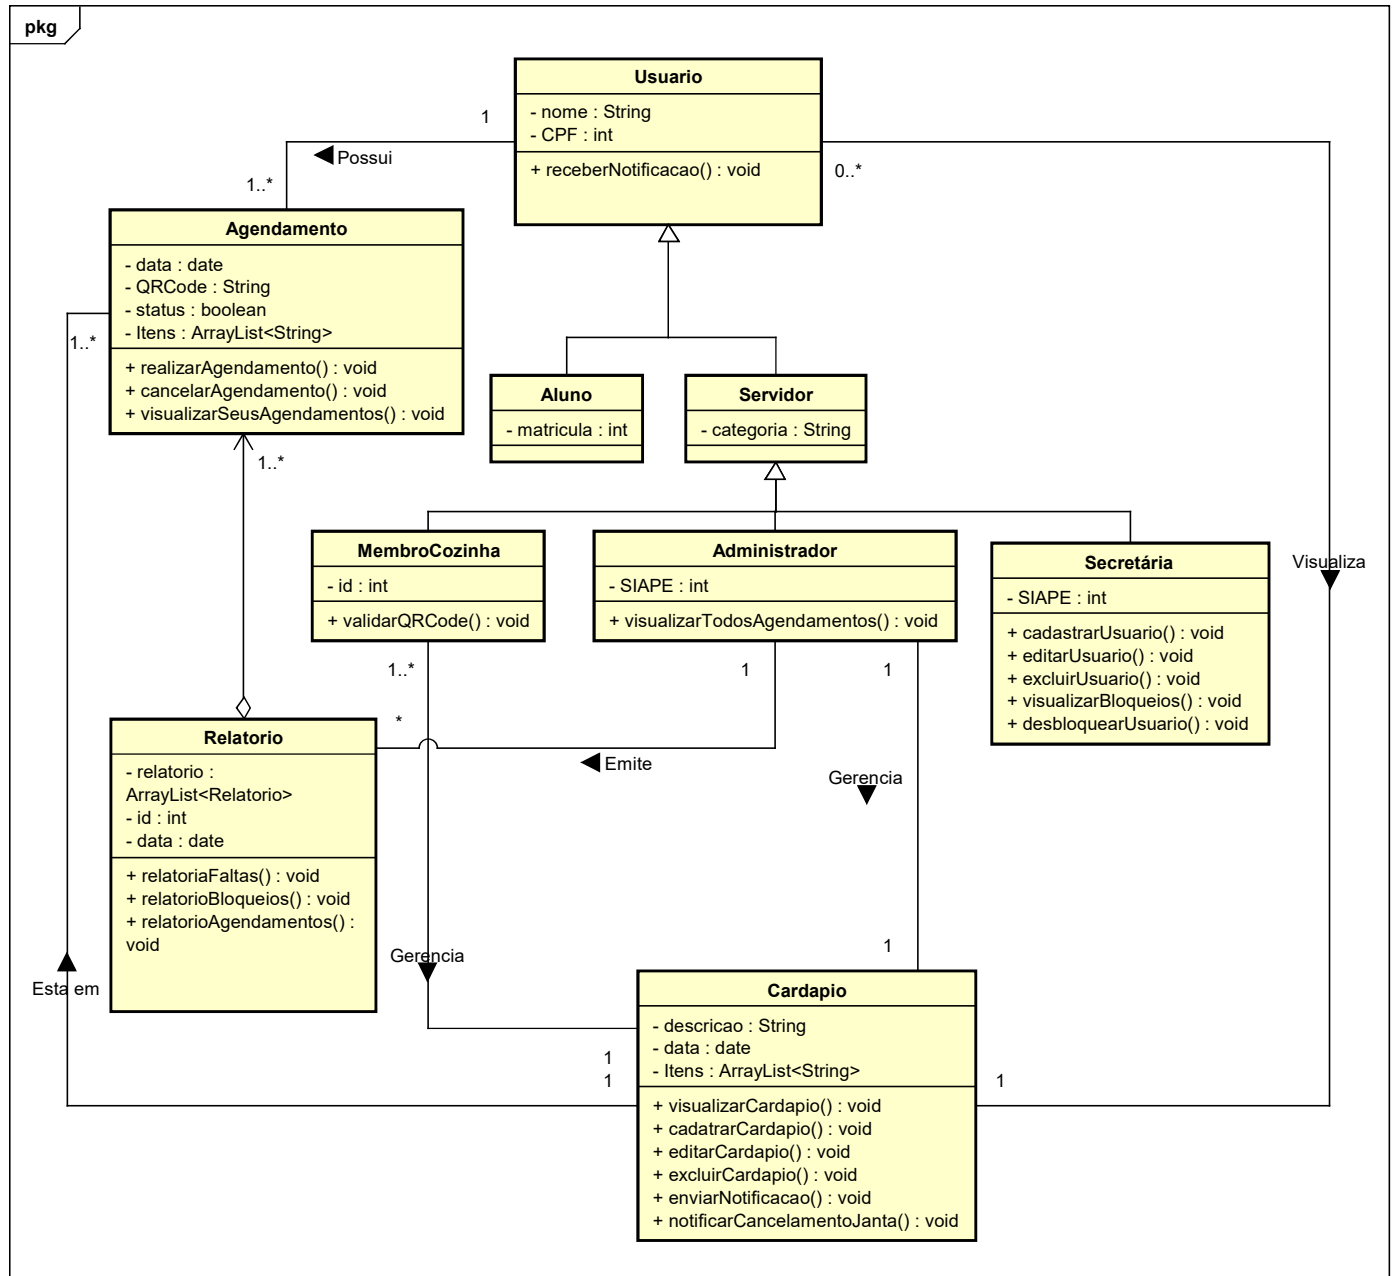 pkg
Usuario
- nome : String
- CPF : int
+ receberNotificacao() : void
1
Possui
1..*
0..*
Agendamento
- data : date
- QRCode : String
- status : boolean
- Itens : ArrayList<String>
+ realizarAgendamento() : void
+ cancelarAgendamento() : void
+ visualizarSeusAgendamentos() : void
1..*
1..*
Aluno
- matricula : int
Servidor
- categoria : String
MembroCozinha
- id : int
+ validarQRCode() : void
Administrador
- SIAPE : int
+ visualizarTodosAgendamentos() : void
Secretária
- SIAPE : int
+ cadastrarUsuario() : void
+ editarUsuario() : void
+ excluirUsuario() : void
+ visualizarBloqueios() : void
+ desbloquearUsuario() : void
Visualiza
1..*
1
1
*
Emite
Gerencia
Relatorio
- relatorio :
ArrayList<Relatorio>
- id : int
- data : date
+ relatoriaFaltas() : void
+ relatorioBloqueios() : void
+ relatorioAgendamentos() :
void
Gerencia
1
Esta em
Cardapio
- descricao : String
- data : date
- Itens : ArrayList<String>
+ visualizarCardapio() : void
+ cadatrarCardapio() : void
+ editarCardapio() : void
+ excluirCardapio() : void
+ enviarNotificacao() : void
+ notificarCancelamentoJanta() : void
1
1
1